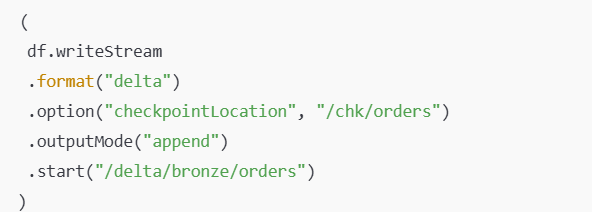 (
df.writeStream
.format("delta")
.option("checkpointLocation", "/chk/orders")
.outputMode("append")
.start("/delta/bronze/orders")
)